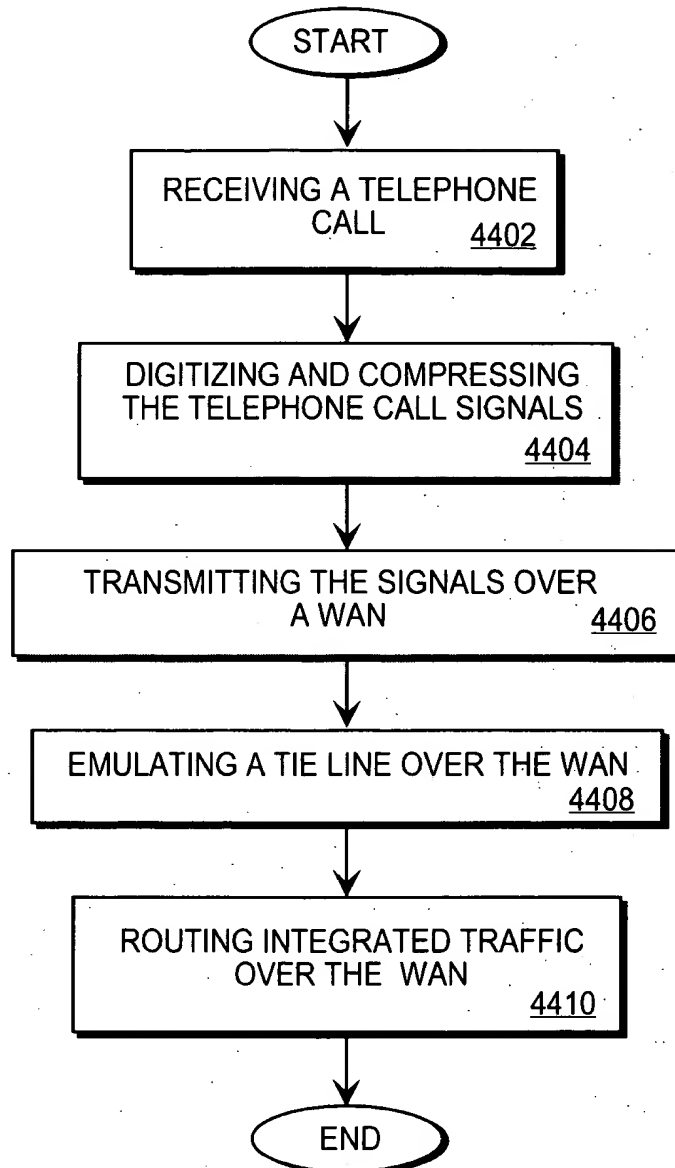 START
RECEIVING A TELEPHONE
CALL
4402
DIGITIZING AND COMPRESSING
THE TELEPHONE CALL SIGNALS
4404
TRANSMITTING THE SIGNALS OVER
A WAN
4406
EMULATING A TIE LINE OVER THE WAN
4408
ROUTING INTEGRATED TRAFFIC
OVER THE WAN
4410
END